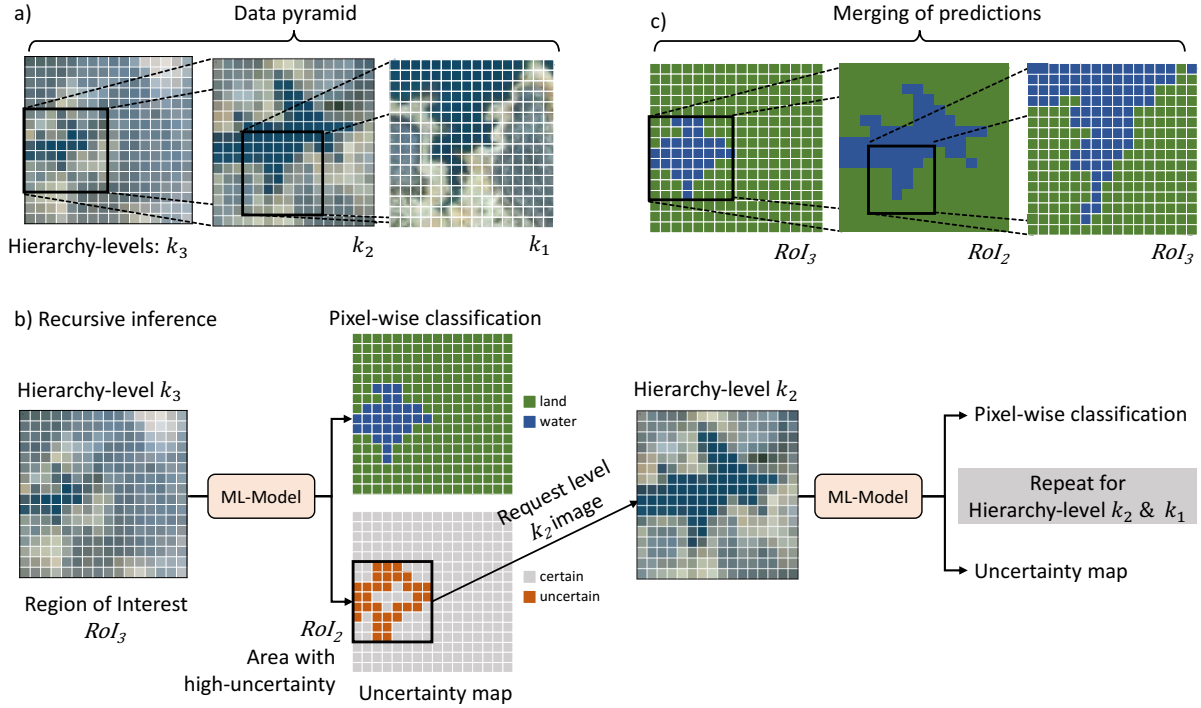 a)
Data pyramid
Hierarchy-levels: k₃
k₂
k₁
c)
Merging of predictions
RoI₃
RoI₂
RoI₃
b) Recursive inference
Hierarchy-level k₃
Region of Interest
RoI₃
ML-Model
Pixel-wise classification
land
water
certain
uncertain
RoI₂
Area with
high-uncertainty
Uncertainty map
Request level
k₂ image
Hierarchy-level k₂
ML-Model
Pixel-wise classification
Repeat for
Hierarchy-level k₂ & k₁
Uncertainty map